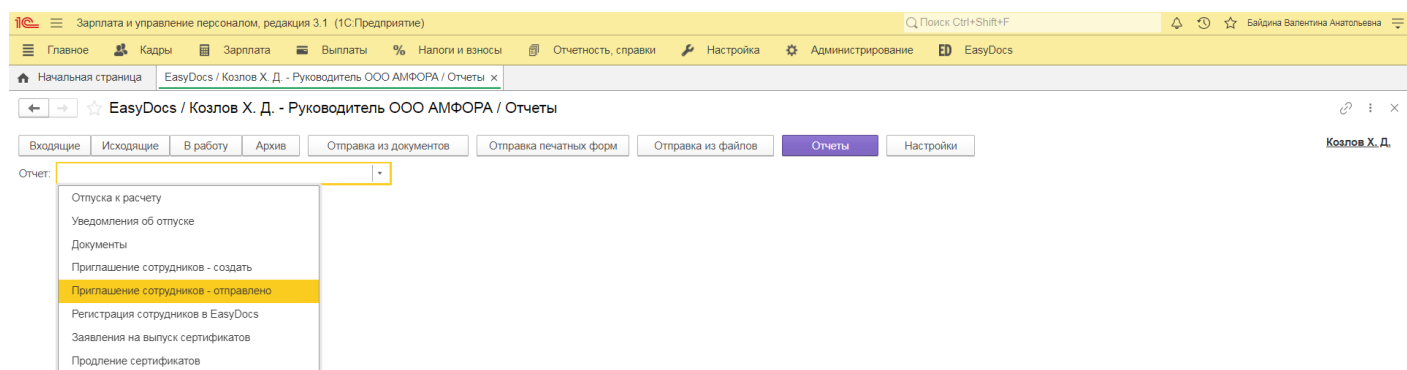 1С Зарплата и управление персоналом, редакция 3.1 (1С:Предприятие) Поиск Ctrl+Shift+F Байдина Валентина Анатольевна
Главное Кадры Зарплата Выплаты % Налоги и взносы Отчетность, справки Настройка Администрирование ED EasyDocs
Начальная страница EasyDocs / Козлов Х. Д. - Руководитель ООО АМФОРА / Отчеты ×
EasyDocs / Козлов Х. Д. - Руководитель ООО АМФОРА / Отчеты
Входящие Исходящие В работу Архив Отправка из документов Отправка печатных форм Отправка из файлов Отчеты Настройки Козлов Х. Д.
Отчет:
Отпуска к расчету
Уведомления об отпуске
Документы
Приглашение сотрудников - создать
Приглашение сотрудников - отправлено
Регистрация сотрудников в EasyDocs
Заявления на выпуск сертификатов
Продление сертификатов